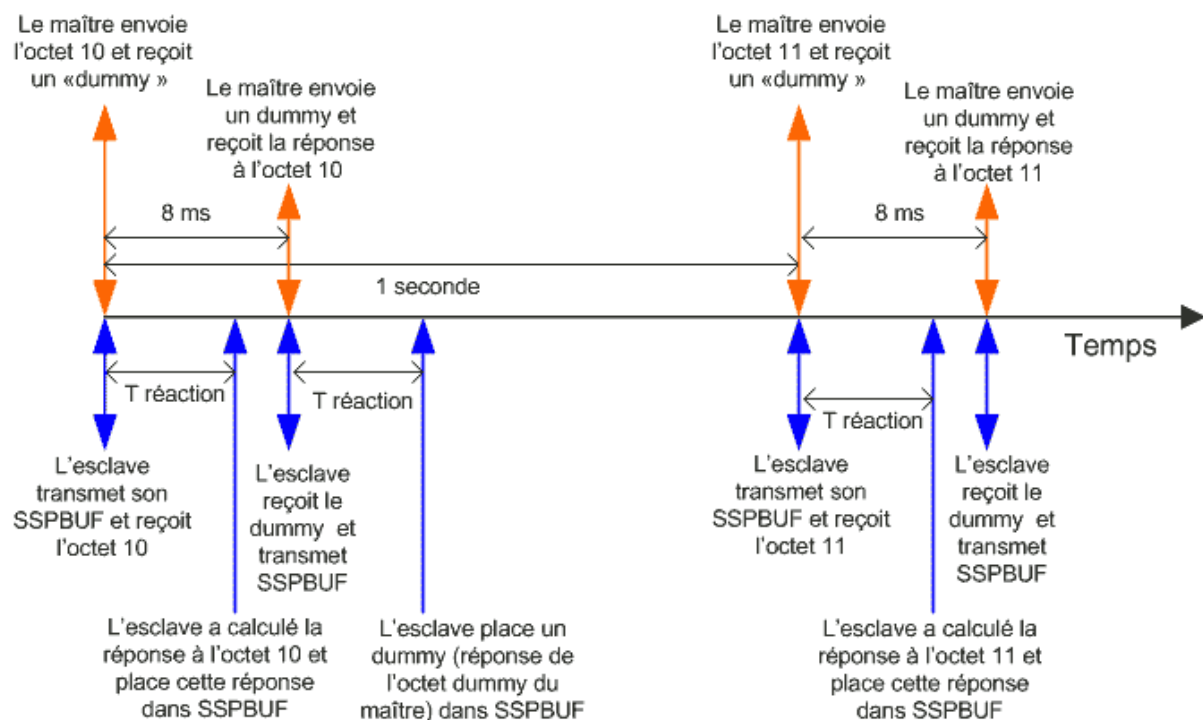 Le maître envoie
l'octet 10 et reçoit
un «dummy »
Le maître envoie
un dummy et
reçoit la réponse
à l'octet 10
Le maître envoie
l'octet 11 et reçoit
un «dummy »
Le maître envoie
un dummy et
reçoit la réponse
à l'octet 11
8 ms
8 ms
1 seconde
Temps
T réaction
T réaction
T réaction
L'esclave
transmet son
SSPBUF et reçoit
l'octet 10
L'esclave
reçoit le
dummy et
transmet
SSPBUF
L'esclave
transmet son
SSPBUF et reçoit
l'octet 11
L'esclave
reçoit le
dummy et
transmet
SSPBUF
L'esclave a calculé la
réponse à l'octet 10 et
place cette réponse
dans SSPBUF
L'esclave place un
dummy (réponse de
l'octet dummy du
maître) dans SSPBUF
L'esclave a calculé la
réponse à l'octet 11 et
place cette réponse
dans SSPBUF